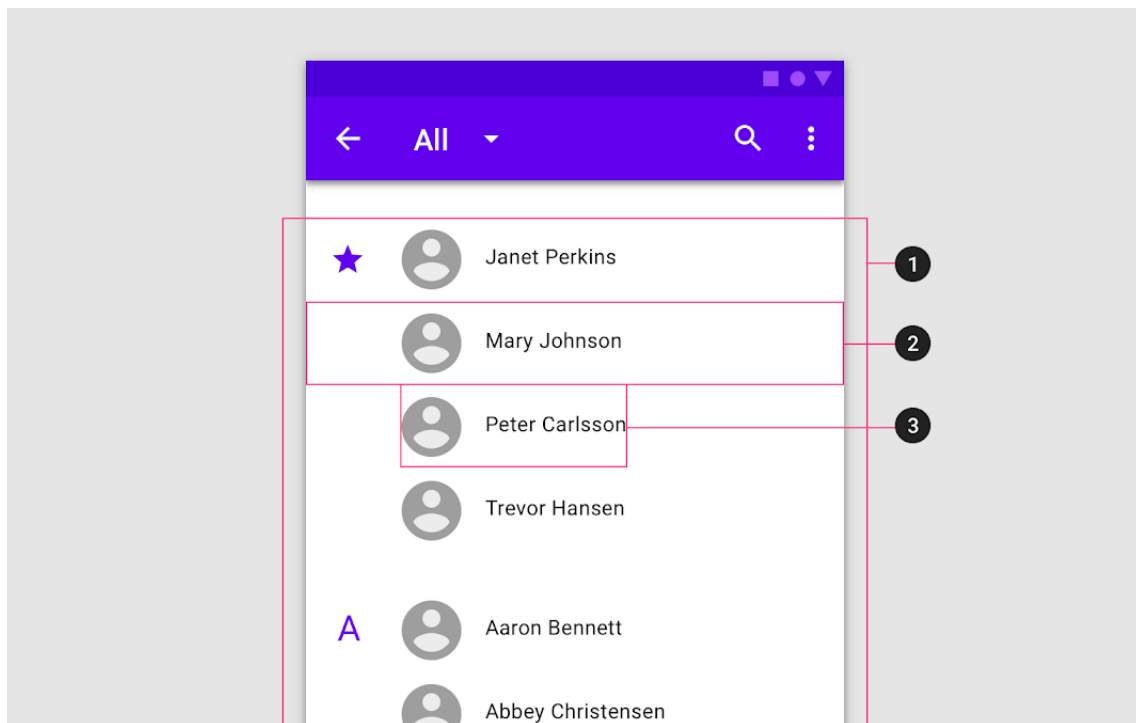 All
Janet Perkins
1
Mary Johnson
2
Peter Carlsson
3
Trevor Hansen
A
Aaron Bennett
Abbey Christensen